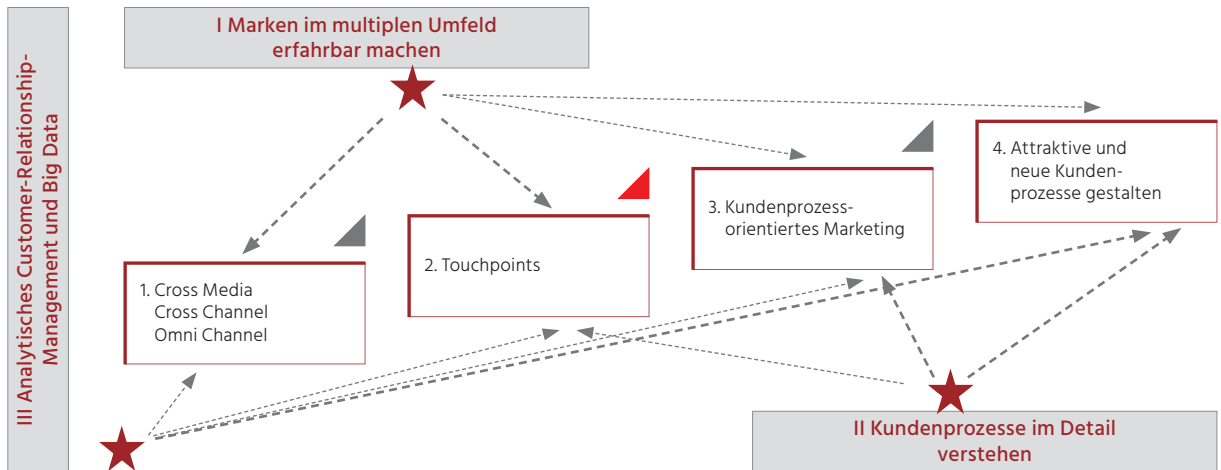 III Analytisches Customer-Relationship-
Management und Big Data
I Marken im multiplen Umfeld
erfahrbar machen
1. Cross Media
Cross Channel
Omni Channel
2. Touchpoints
3. Kundenprozess-
orientiertes Marketing
4. Attraktive und
neue Kunden-
prozesse gestalten
II Kundenprozesse im Detail
verstehen